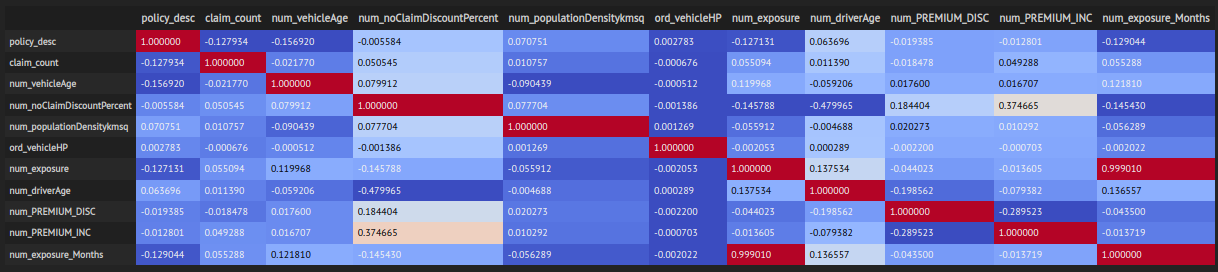 policy_desc claim_count num_vehicleAge num_noClaimDiscountPercent num_populationDensitykmsq ord_vehicleHP num_exposure num_driverAge num_PREMIUM_DISC num_PREMIUM_INC num_exposure_Months
policy_desc 1.000000 -0.127934 -0.156920 -0.005584 0.070751 0.002783 -0.127131 0.063696 -0.019385 -0.012801 -0.129044
claim_count -0.127934 1.000000 -0.021770 0.050545 0.010757 -0.000676 0.055094 0.011390 -0.018478 0.049288 0.055288
num_vehicleAge -0.156920 -0.021770 1.000000 0.079912 -0.090439 -0.000512 0.119968 -0.059206 0.017600 0.016707 0.121810
num_noClaimDiscountPercent -0.005584 0.050545 0.079912 1.000000 0.077704 -0.001386 -0.145788 -0.479965 0.184404 0.374665 -0.145430
num_populationDensitykmsq 0.070751 0.010757 -0.090439 0.077704 1.000000 0.001269 -0.055912 -0.004688 0.020273 0.010292 -0.056289
ord_vehicleHP 0.002783 -0.000676 -0.000512 -0.001386 0.001269 1.000000 -0.002053 0.000289 -0.002200 -0.000703 -0.002022
num_exposure -0.127131 0.055094 0.119968 -0.145788 -0.055912 -0.002053 1.000000 0.137534 -0.044023 -0.013605 0.999010
num_driverAge 0.063696 0.011390 -0.059206 -0.479965 -0.004688 0.000289 0.137534 1.000000 -0.198562 -0.079382 0.136557
num_PREMIUM_DISC -0.019385 -0.018478 0.017600 0.184404 0.020273 -0.002200 -0.044023 -0.198562 1.000000 -0.289523 -0.043500
num_PREMIUM_INC -0.012801 0.049288 0.016707 0.374665 0.010292 -0.000703 -0.013605 -0.079382 -0.289523 1.000000 -0.013719
num_exposure_Months -0.129044 0.055288 0.121810 -0.145430 -0.056289 -0.002022 0.999010 0.136557 -0.043500 -0.013719 1.000000